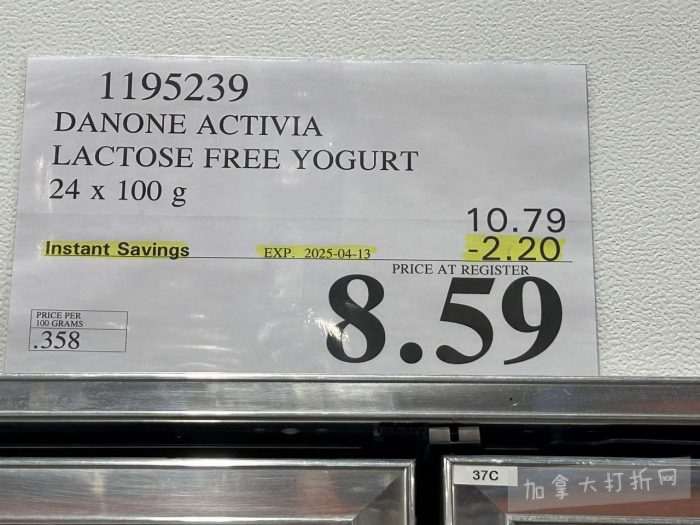 1195239
DANONE ACTIVIA
LACTOSE FREE YOGURT
24 x 100 g
10.79
Instant Savings EXP. 2025-04-13 -2.20
PRICE AT REGISTER
8.59
PRICE PER
100 GRAMS
.358
37C
加拿大打折网